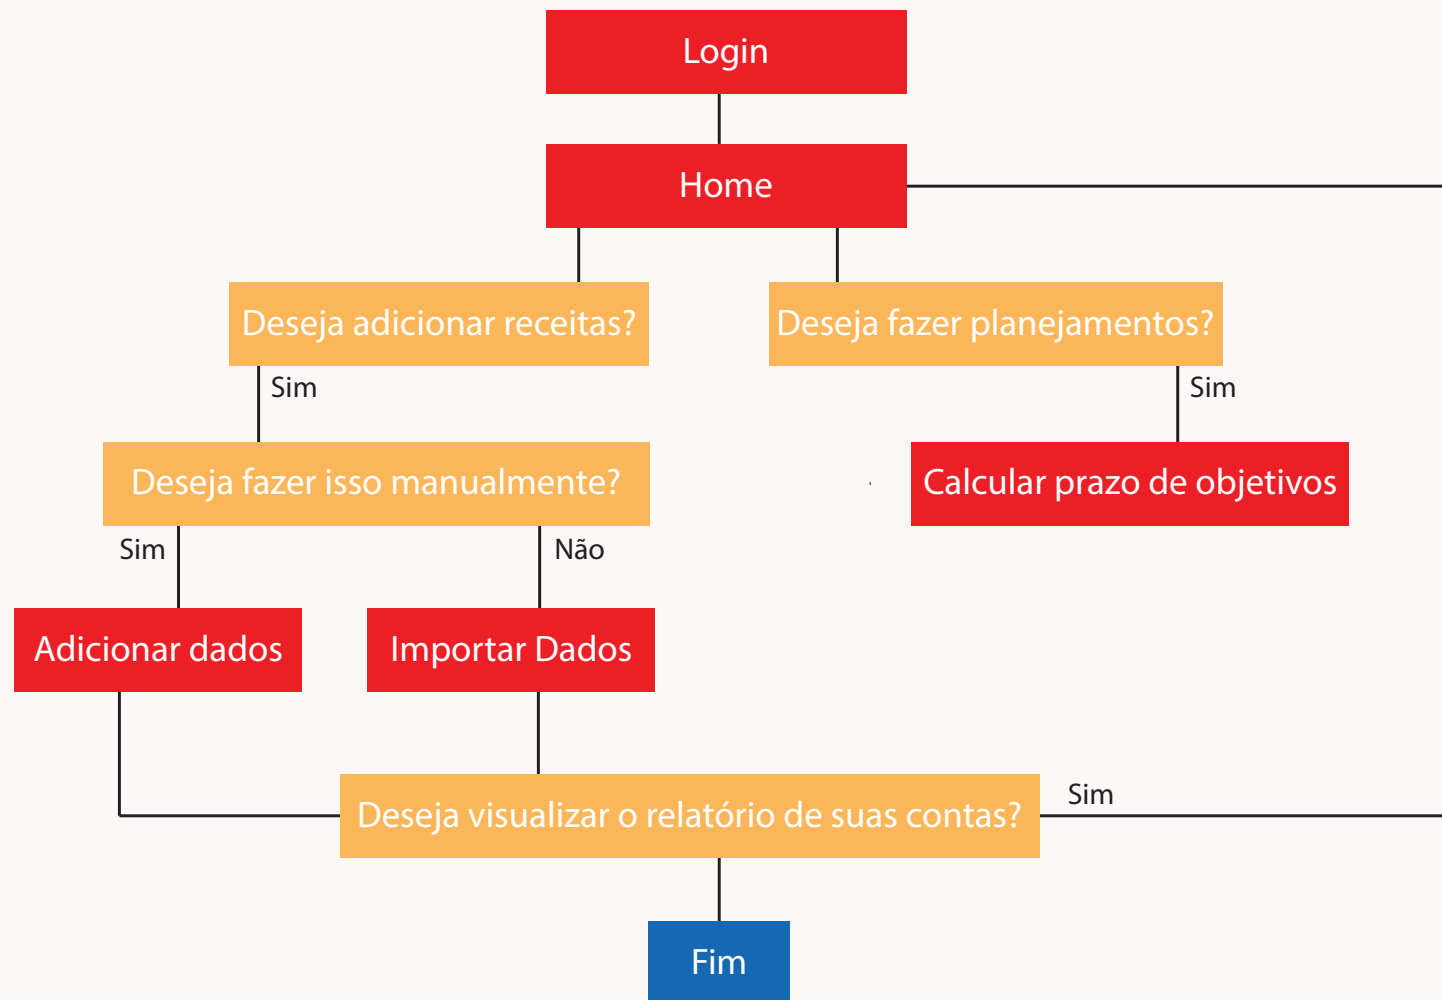 Login
Home
Deseja adicionar receitas?
Deseja fazer planejamentos?
Sim
Sim
Deseja fazer isso manualmente?
Calcular prazo de objetivos
Sim
Não
Adicionar dados
Importar Dados
Deseja visualizar o relatório de suas contas?
Sim
Fim